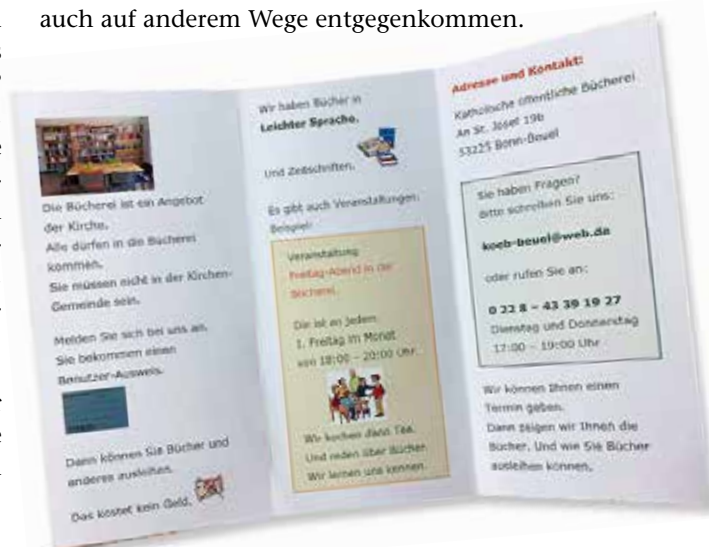 auch auf anderem Wege entgegenkommen.
Die Bücherei ist ein Angebot
der Kirche.
Alle dürfen in die Bücherei
kommen.
Sie müssen nicht in der Kirchen-
Gemeinde sein.
Melden Sie sich bei uns an.
Sie bekommen einen
Benutzer-Ausweis.
Dann können Sie Bücher und
anderes ausleihen.
Das kostet kein Geld.
Wir haben Bücher in
Leichter Sprache.
Und Zeitschriften.
Es gibt auch Veranstaltungen.
Beispiel:
Veranstaltung
Freitag-Abend in der
Bücherei.
Die ist an jedem:
1. Freitag im Monat
von 18:00 – 20:00 Uhr.
Wir kochen dann Tee.
Und reden über Bücher.
Wir lernen uns kennen.
Adresse und Kontakt:
Katholische öffentliche Bücherei
An St. Josef 19b
53225 Bonn-Beuel
Sie haben Fragen?
Bitte schreiben Sie uns:
koeb-beuel@web.de
oder rufen Sie an:
0 22 8 – 43 39 19 27
Dienstag und Donnerstag
17:00 – 19:00 Uhr
Wir können Ihnen einen
Termin geben.
Dann zeigen wir Ihnen die
Bücher. Und wie Sie Bücher
ausleihen können.